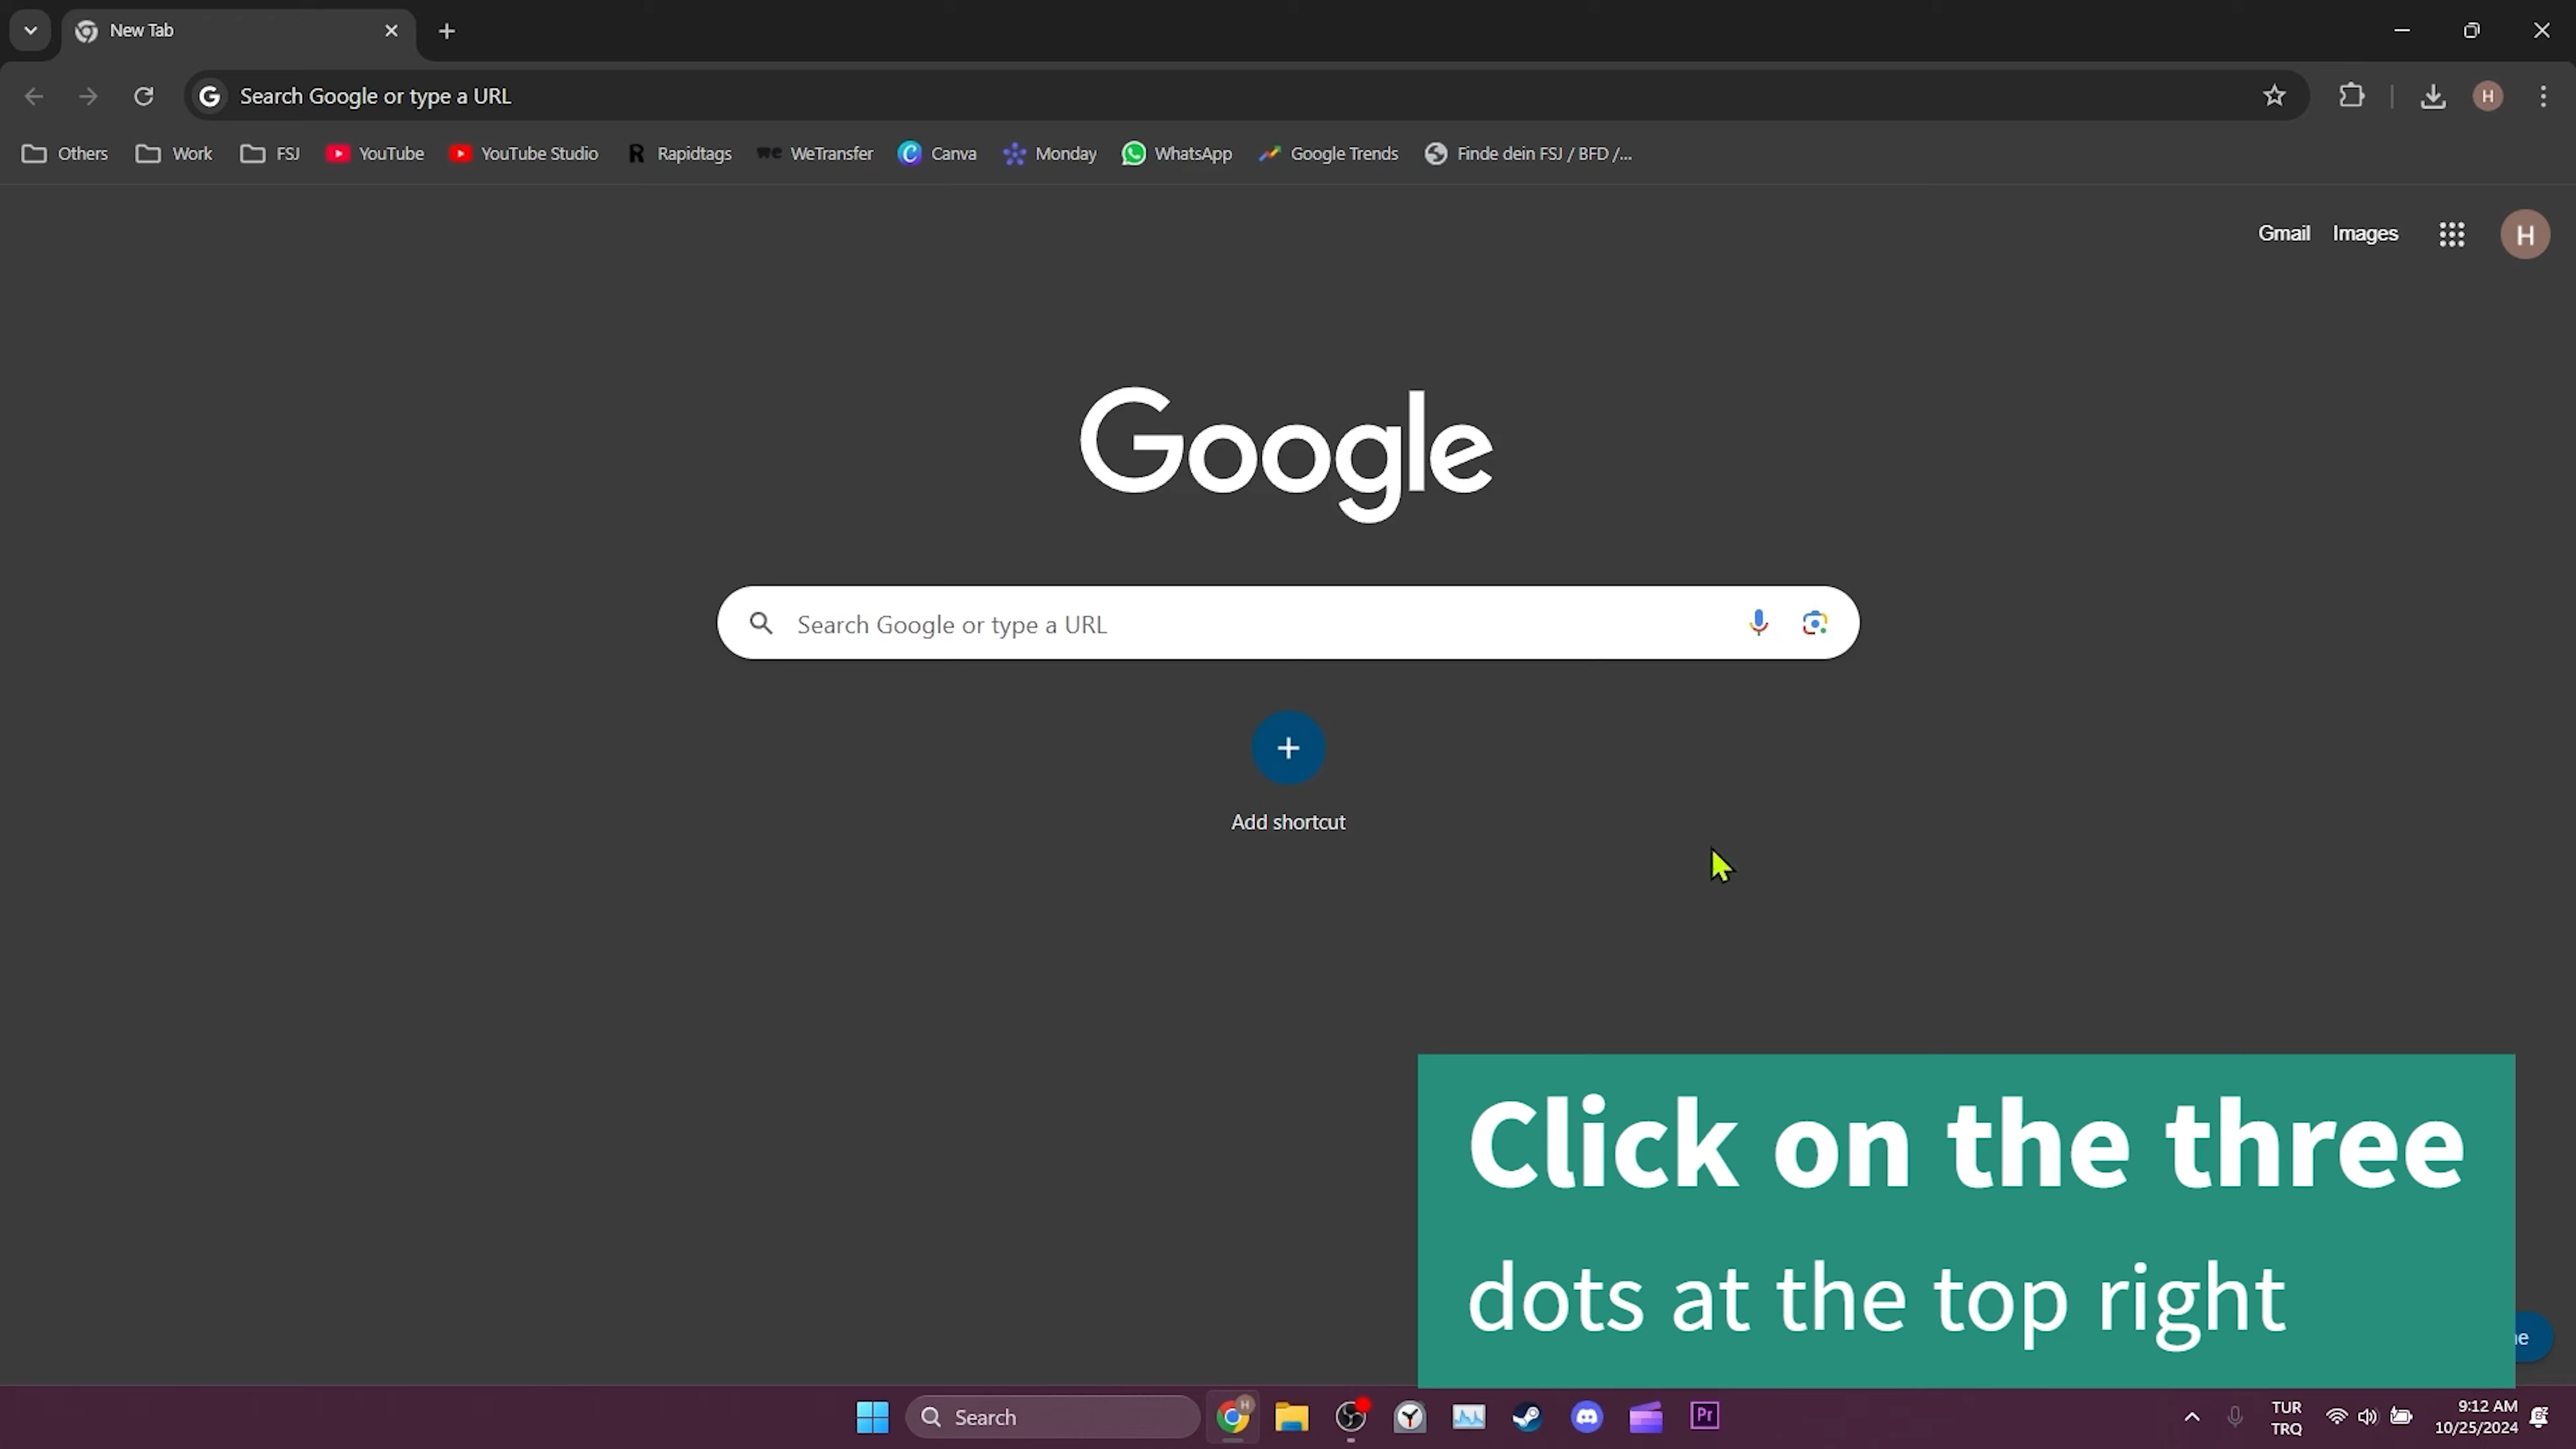 New Tab
Search Google or type a URL
Others Work FSJ YouTube YouTube Studio Rapidtags we WeTransfer Canva Monday WhatsApp Google Trends Finde dein FSJ / BFD /...
Gmail Images H
Google
Search Google or type a URL
Add shortcut
Click on the three
dots at the top right
Search
Pr
TUR
TRQ
9:12 AM
10/25/2024